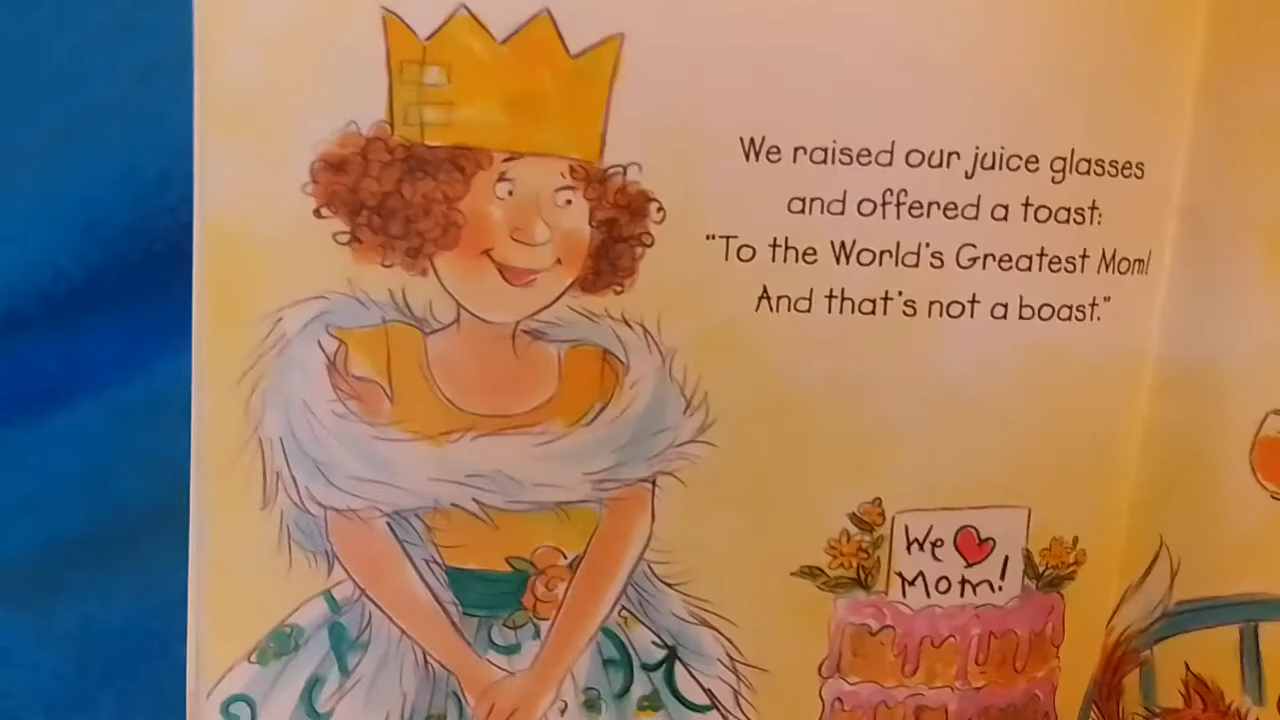 We raised our juice glasses
and offered a toast:
"To the World's Greatest Mom!
And that's not a boast."
We ❤ 
Mom!